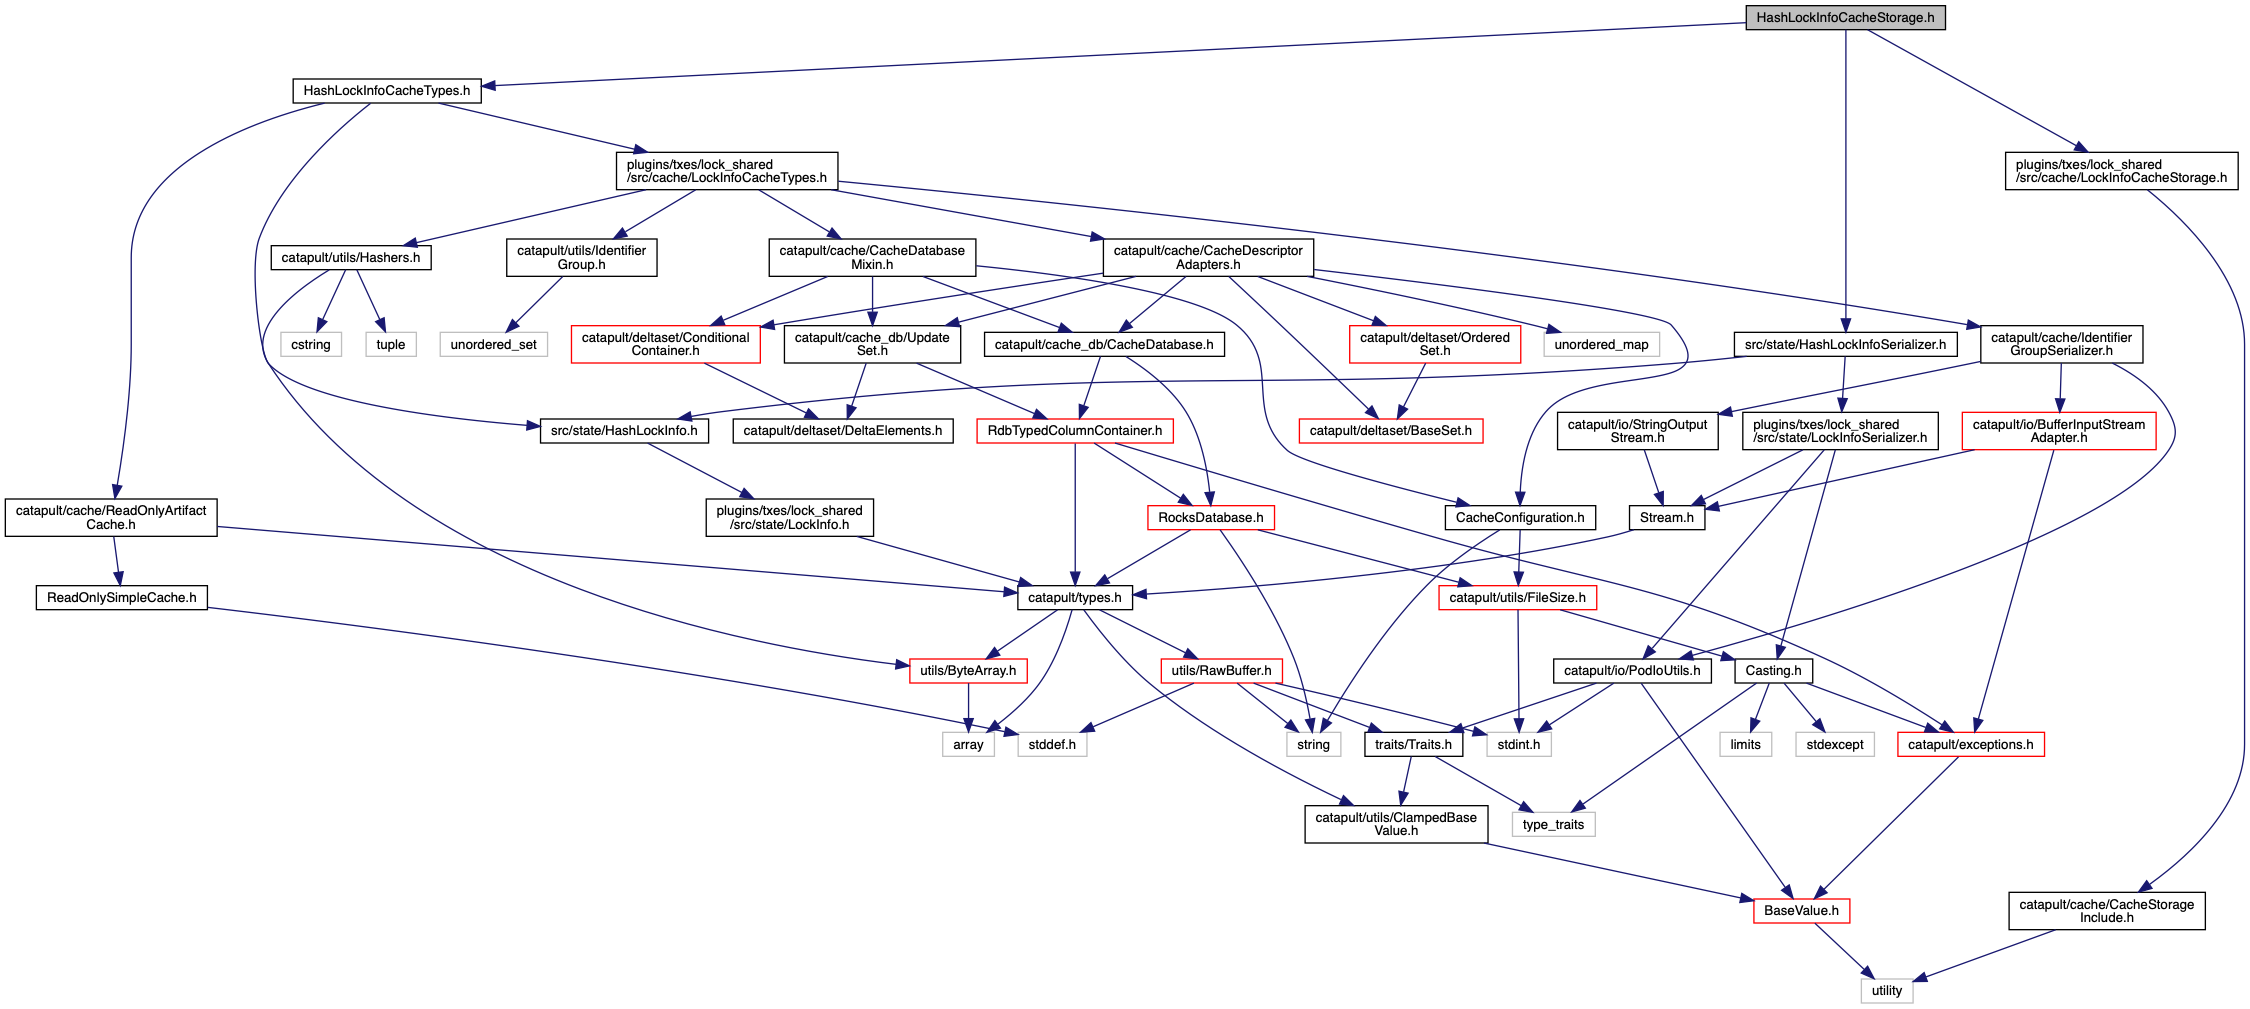 HashLockInfoCacheStorage.h
HashLockInfoCacheTypes.h
plugins/txes/lock_shared
/src/cache/LockInfoCacheTypes.h
plugins/txes/lock_shared
/src/cache/LockInfoCacheStorage.h
catapult/utils/Hashers.h
catapult/utils/Identifier
Group.h
catapult/cache/CacheDatabase
Mixin.h
catapult/cache/CacheDescriptor
Adapters.h
cstring
tuple
unordered_set
catapult/deltaset/Conditional
Container.h
catapult/cache_db/Update
Set.h
catapult/cache_db/CacheDatabase.h
catapult/deltaset/Ordered
Set.h
unordered_map
src/state/HashLockInfoSerializer.h
catapult/cache/Identifier
GroupSerializer.h
src/state/HashLockInfo.h
catapult/deltaset/DeltaElements.h
RdbTypedColumnContainer.h
catapult/deltaset/BaseSet.h
catapult/io/StringOutput
Stream.h
plugins/txes/lock_shared
/src/state/LockInfoSerializer.h
catapult/io/BufferInputStream
Adapter.h
catapult/cache/ReadOnlyArtifact
Cache.h
plugins/txes/lock_shared
/src/state/LockInfo.h
RocksDatabase.h
CacheConfiguration.h
Stream.h
ReadOnlySimpleCache.h
catapult/types.h
catapult/utils/FileSize.h
utils/ByteArray.h
utils/RawBuffer.h
catapult/io/PodIoUtils.h
Casting.h
array
stddef.h
string
traits/Traits.h
stdint.h
limits
stdexcept
catapult/exceptions.h
catapult/utils/ClampedBase
Value.h
type_traits
BaseValue.h
catapult/cache/CacheStorage
Include.h
utility